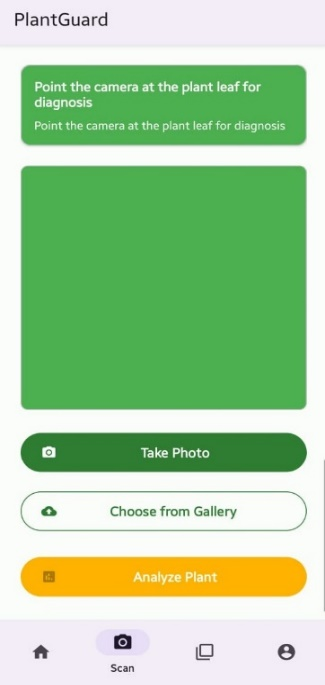 PlantGuard
Point the camera at the plant leaf for
diagnosis
Point the camera at the plant leaf for diagnosis
Take Photo
Choose from Gallery
Analyze Plant
Scan